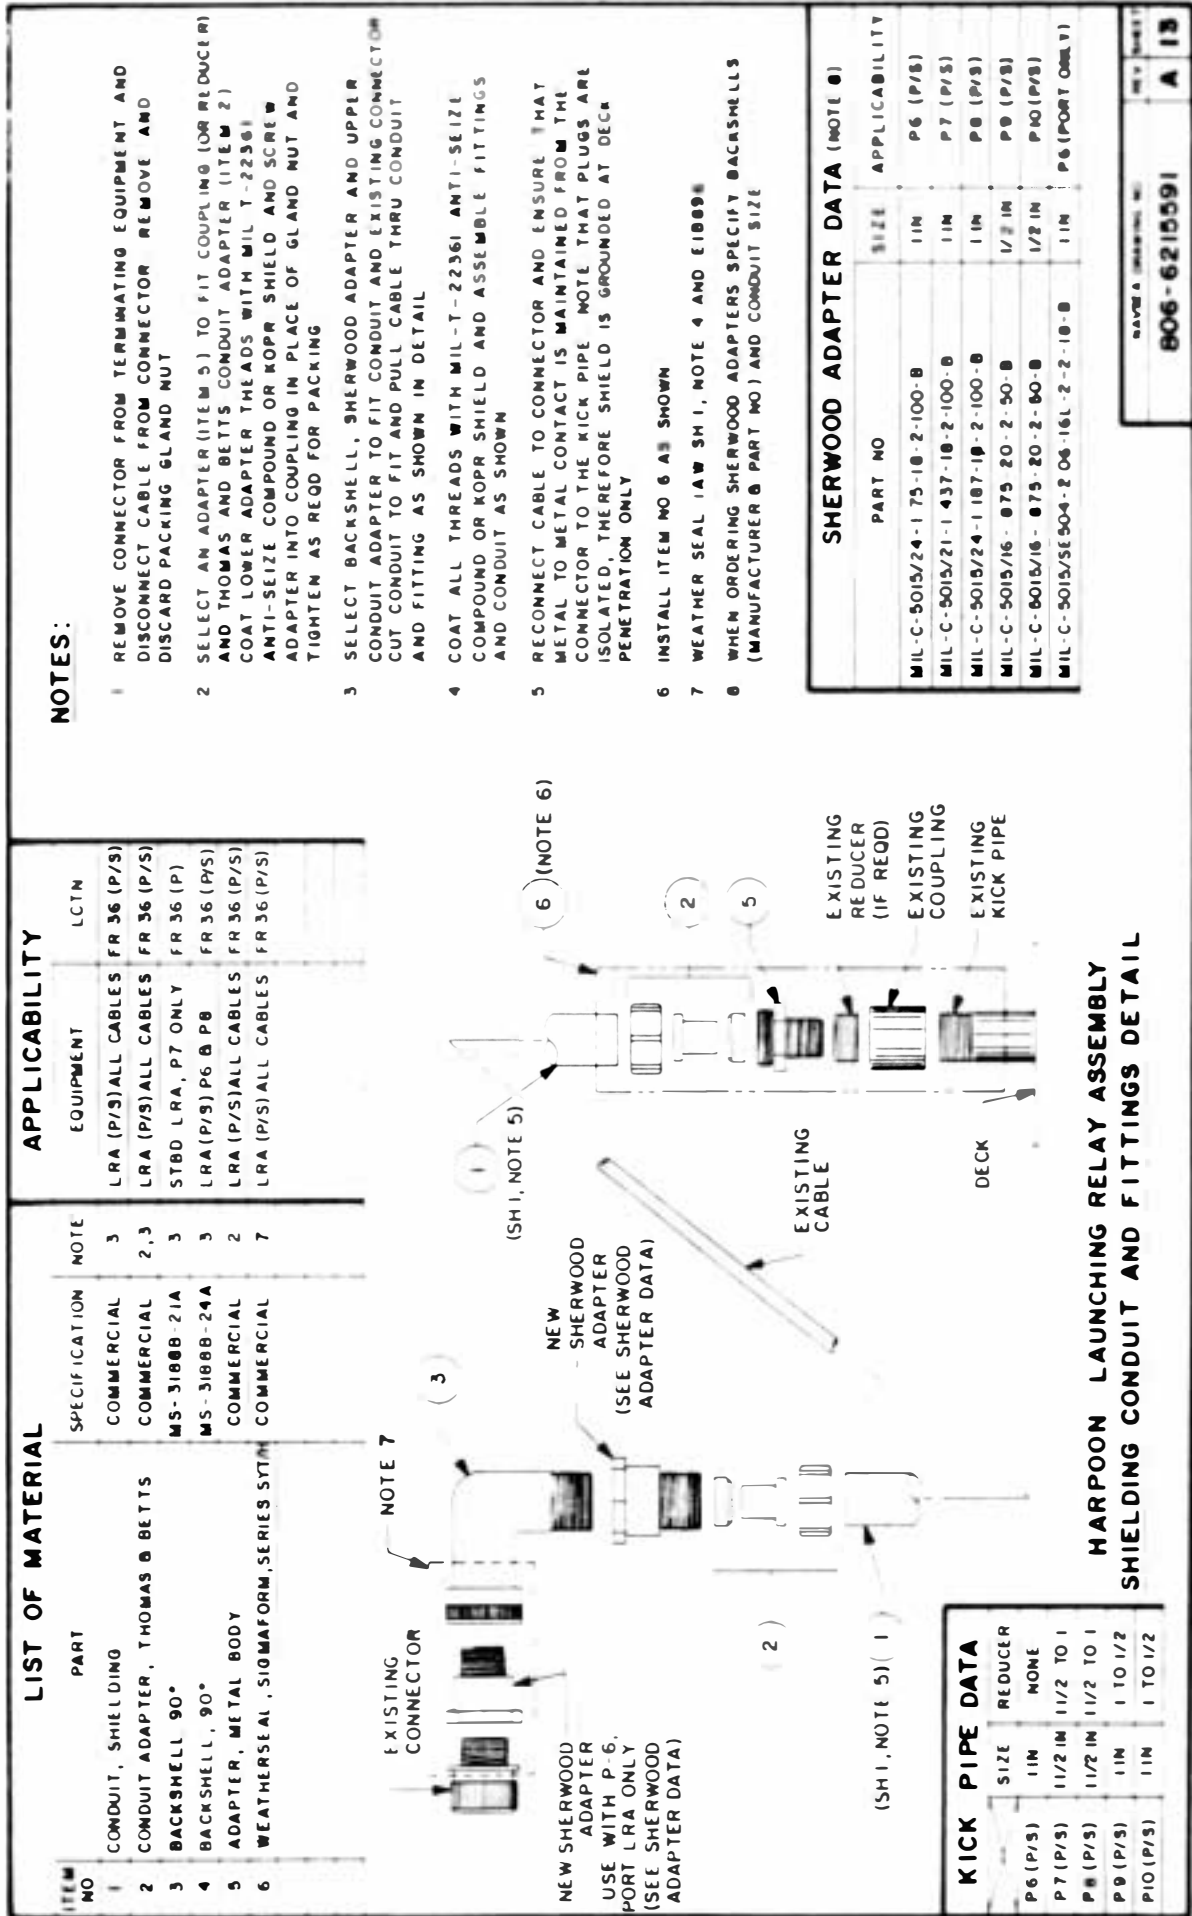 LIST OF MATERIAL
ITEM NO PART SPECIFICATION NOTE
1 CONDUIT, SHIELDING COMMERCIAL 3
2 CONDUIT ADAPTER, THOMAS & BETTS COMMERCIAL 2,3
3 BACKSHELL 90° MS-3188B-21A 3
4 BACKSHELL, 90° MS-3188B-24A 3
5 ADAPTER, METAL BODY COMMERCIAL 2
6 WEATHERSEAL, SIGMAFORM, SERIES COMMERCIAL 7
APPLICABILITY
EQUIPMENT LCTN
LRA (P/S) ALL CABLES FR 36 (P/S)
LRA (P/S) ALL CABLES FR 36 (P/S)
STBD LRA, P7 ONLY FR 36 (P)
LRA (P/S) P6 & P8 FR 36 (P/S)
LRA (P/S) ALL CABLES FR 36 (P/S)
LRA (P/S) ALL CABLES FR 36 (P/S)
NOTES:
1 REMOVE CONNECTOR FROM TERMINATING EQUIPMENT AND
DISCONNECT CABLE FROM CONNECTOR REMOVE AND
DISCARD PACKING GLAND NUT
2 SELECT AN ADAPTER (ITEM 5) TO FIT COUPLING (OR REDUCER)
AND THOMAS AND BETTS CONDUIT ADAPTER (ITEM 2)
COAT LOWER ADAPTER THEADS WITH MIL T-22361
ANTI-SEIZE COMPOUND OR KOPR SHIELD AND SCREW
ADAPTER INTO COUPLING IN PLACE OF GLAND NUT AND
TIGHTEN AS REQD FOR PACKING
3 SELECT BACKSHELL, SHERWOOD ADAPTER AND UPPER
CONDUIT ADAPTER TO FIT CONDUIT AND EXISTING CONNECTOR
CUT CONDUIT TO FIT AND PULL CABLE THRU CONDUIT
AND FITTING AS SHOWN IN DETAIL
4 COAT ALL THREADS WITH MIL-T-22361 ANTI-SEIZE
COMPOUND OR KOPR SHIELD AND ASSEMBLE FITTINGS
AND CONDUIT AS SHOWN
5 RECONNECT CABLE TO CONNECTOR AND ENSURE THAT
METAL TO METAL CONTACT IS MAINTAINED FROM THE
CONNECTOR TO THE KICK PIPE NOTE THAT PLUGS ARE
ISOLATED, THEREFORE SHIELD IS GROUNDED AT DECK
PENETRATION ONLY
6 INSTALL ITEM NO 6 AS SHOWN
7 WEATHER SEAL IAW SH 1, NOTE 4 AND
8 WHEN ORDERING SHERWOOD ADAPTERS SPECIFY BACKSHELLS
(MANUFACTURER & PART NO) AND CONDUIT SIZE
EXISTING
CONNECTOR
NOTE 7
3
NEW
SHERWOOD
ADAPTER
(SEE SHERWOOD
ADAPTER DATA)
NEW SHERWOOD
ADAPTER
USE WITH P-6,
PORT LRA ONLY
(SEE SHERWOOD
ADAPTER DATA)
2
(SH 1, NOTE 5) 1
1
(SH 1, NOTE 5)
EXISTING
CABLE
6 (NOTE 6)
2
5
EXISTING
REDUCER
(IF REQD)
EXISTING
COUPLING
EXISTING
KICK PIPE
DECK
KICK PIPE DATA
SIZE REDUCER
P6 (P/S) 1 IN NONE
P7 (P/S) 1 1/2 IN 1 1/2 TO 1
P8 (P/S) 1 1/2 IN 1 1/2 TO 1
P9 (P/S) 1 IN 1 TO 1/2
P10 (P/S) 1 IN 1 TO 1/2
HARPOON LAUNCHING RELAY ASSEMBLY
SHIELDING CONDUIT AND FITTINGS DETAIL
SHERWOOD ADAPTER DATA (NOTE 8)
PART NO SIZE APPLICABILITY
MIL-C-5015/24-1 75-18-2-100-B 1 IN P6 (P/S)
MIL-C-5015/21-1 437-18-2-100-B 1 IN P7 (P/S)
MIL-C-5015/24-1 187-18-2-100-B 1 IN P8 (P/S)
MIL-C-5015/16- 875-20-2-50-B 1/2 IN P9 (P/S)
MIL-C-5015/16- 875-20-2-50-B 1/2 IN P10 (P/S)
MIL-C-5015/SE504-2 06-16L-2-2-18-B 1 IN P6 (PORT ONLY)
NAVSEA DRAWING NO REV SHEET
806-6215591 A 13